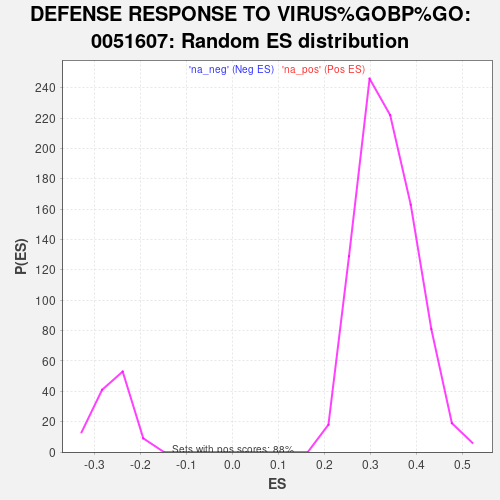 DEFENSE RESPONSE TO VIRUS%GOBP%GO:
0051607: Random ES distribution
'na_neg' (Neg ES) 'na_pos' (Pos ES)
240
220
200
180
160
140
120
100
80
60
40
20
0
P(ES)
Sets with pos scores: 88%
-0.3 -0.2 -0.1 0.0 0.1 0.2 0.3 0.4 0.5
ES